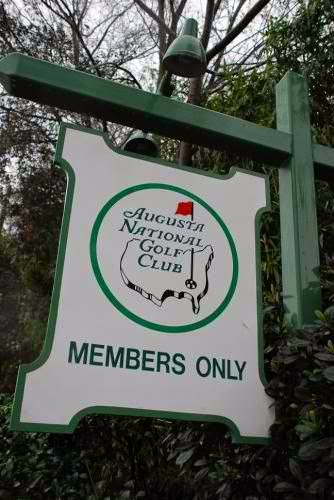 Augusta
National
Golf
Club
MEMBERS ONLY